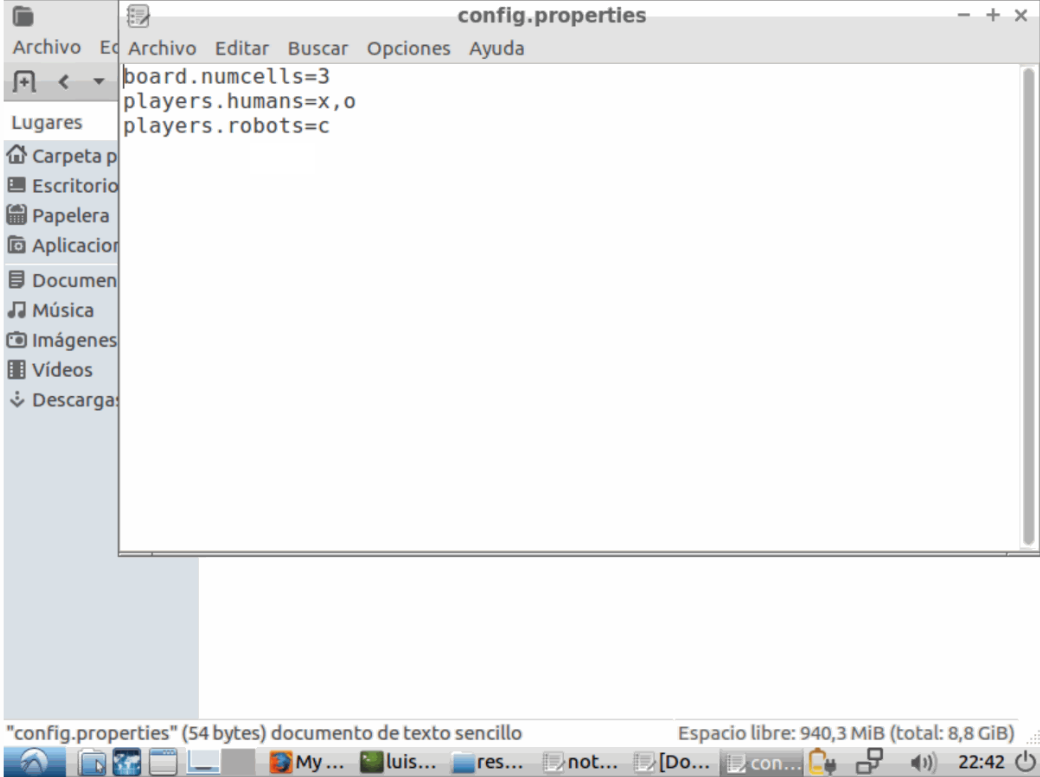 config.properties
Archivo Ed
Archivo Editar Buscar Opciones Ayuda
board.numcells=3
players.humans=x,o
players.robots=c
Lugares
Carpeta p
Escritorio
Papelera
Aplicacion
Documen
Música
Imágenes
Vídeos
Descargas
"config.properties" (54 bytes) documento de texto sencillo
Espacio libre: 940,3 MiB (total: 8,8 GiB)
My ...
luis...
res...
not...
[Do...
con...
22:42